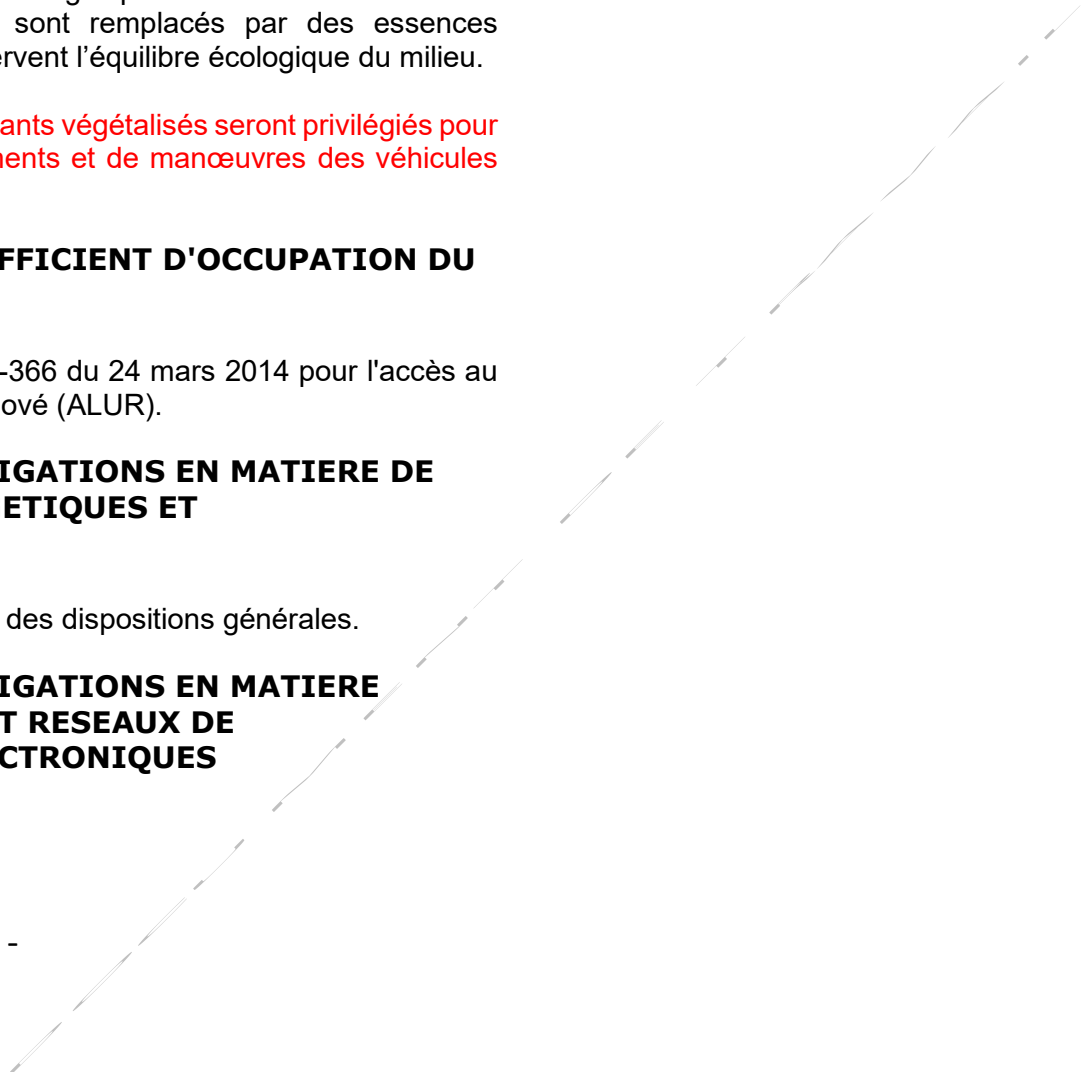 sont remplacés par des essences
ervent l’équilibre écologique du milieu.
ants végétalisés seront privilégiés pour
nents et de manœuvres des véhicules
FFICIENT D'OCCUPATION DU
-366 du 24 mars 2014 pour l'accès au
ové (ALUR).
IGATIONS EN MATIERE DE
ETIQUES ET
des dispositions générales.
IGATIONS EN MATIERE
T RESEAUX DE
CTRONIQUES
-